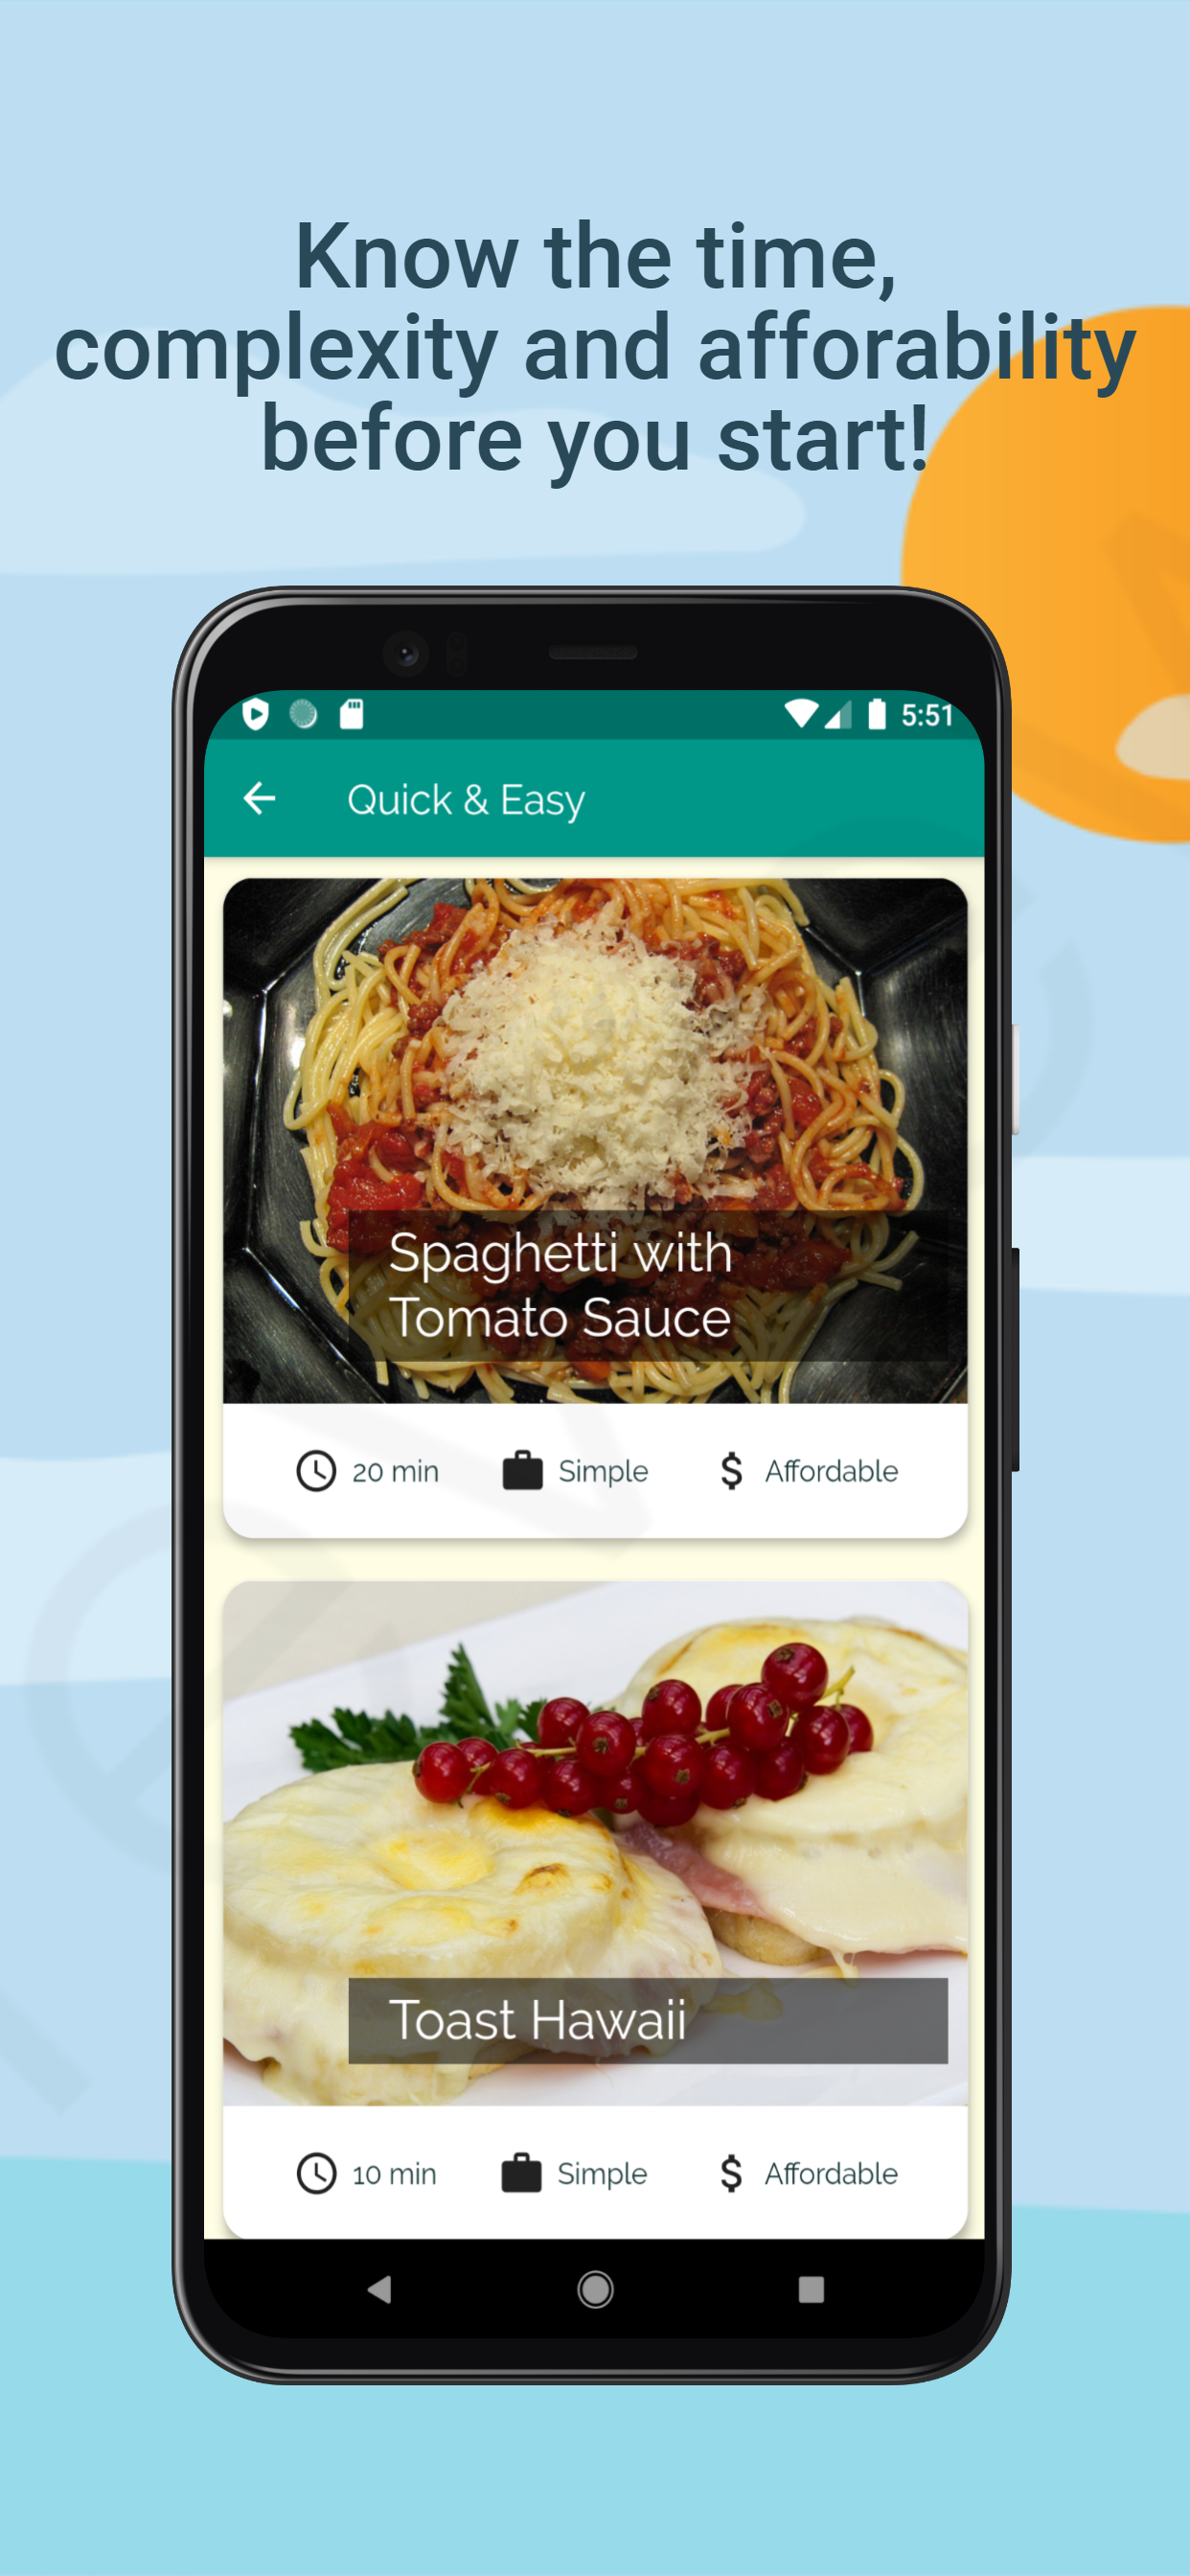 Know the time,
complexity and afforability
before you start!
5:51
Quick & Easy
Spaghetti with
Tomato Sauce
20 min Simple $ Affordable
Toast Hawaii
10 min Simple $ Affordable